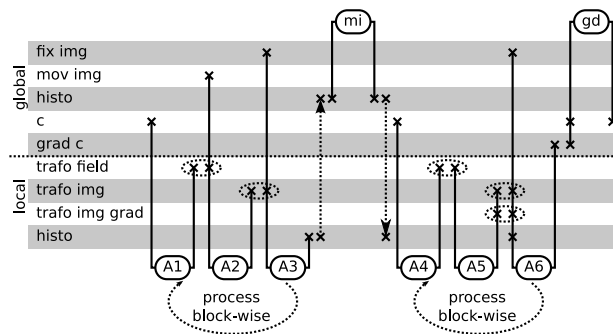 mi
gd
global
fix img
mov img
histo
c
grad c
local
trafo field
trafo img
trafo img grad
histo
A1
A2
A3
A4
A5
A6
process
block-wise
process
block-wise